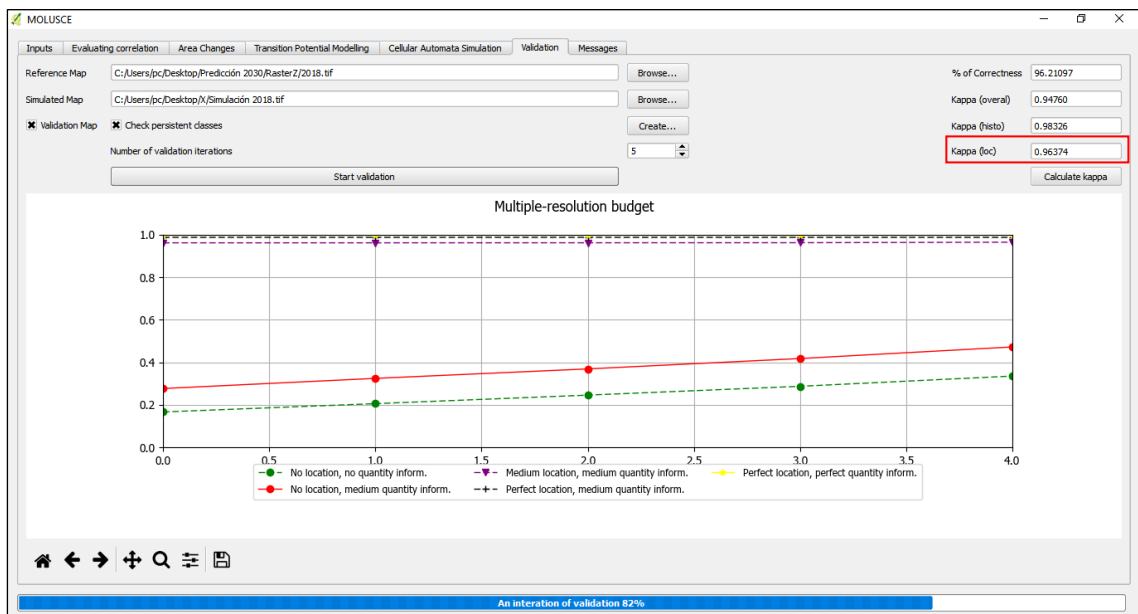 MOLUSCE
Inputs Evaluating correlation Area Changes Transition Potential Modelling Cellular Automata Simulation Validation Messages
Reference Map C:/Users/pc/Desktop/Predicción 2030/RasterZ/2018.tif Browse... % of Correctness 96.21097
Simulated Map C:/Users/pc/Desktop/X/Simulación 2018.tif Browse... Kappa (overal) 0.94760
Validation Map Check persistent classes Create... Kappa (histo) 0.98326
Number of validation iterations 5 Kappa (loc) 0.96374
Start validation Calculate kappa
Multiple-resolution budget
1.0
0.8
0.6
0.4
0.2
0.0
0.0 0.5 1.0 1.5 2.0 2.5 3.0 3.5 4.0
No location, no quantity inform. Medium location, medium quantity inform. Perfect location, perfect quantity inform.
No location, medium quantity inform. Perfect location, medium quantity inform.
An interation of validation 82%